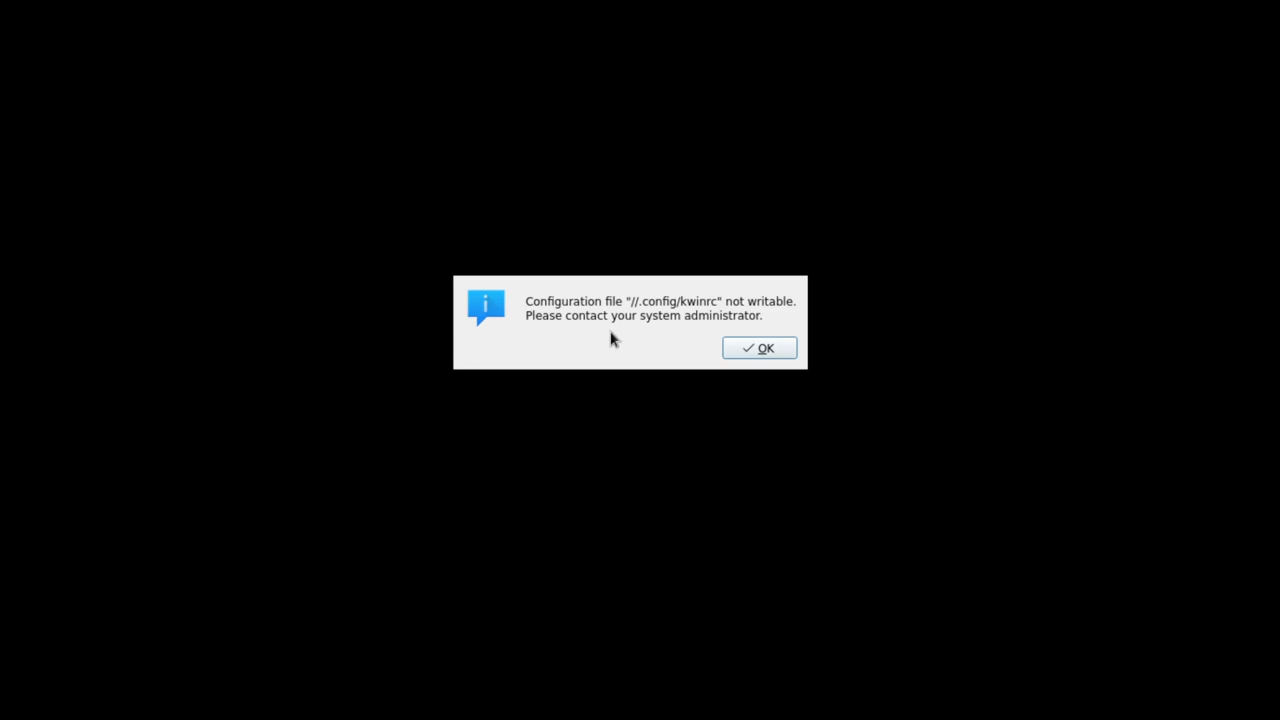 Configuration file "//.config/kwinrc" not writable.
Please contact your system administrator.
OK